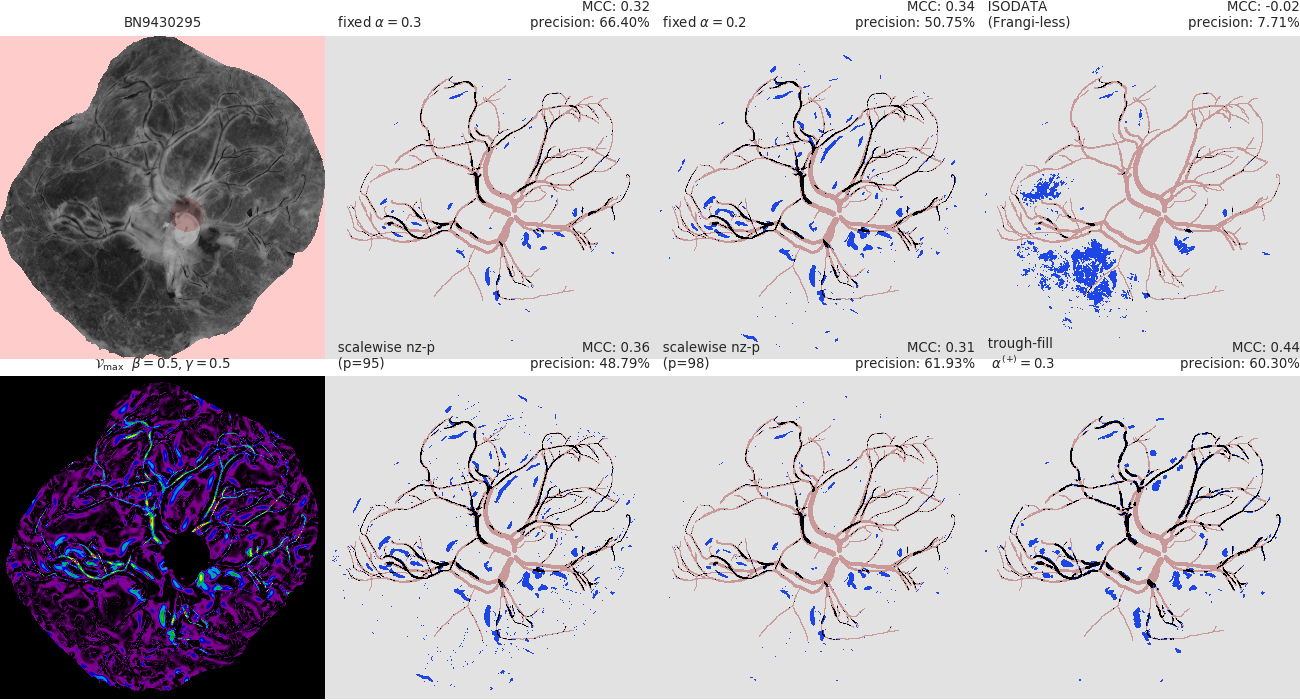 BN9430295
fixed α = 0.3
MCC: 0.32
precision: 66.40%
fixed α = 0.2
MCC: 0.34
precision: 50.75%
ISODATA
(Frangi-less)
MCC: -0.02
precision: 7.71%
𝒱max β = 0.5, γ = 0.5
scalewise nz-p
(p=95)
MCC: 0.36
precision: 48.79%
scalewise nz-p
(p=98)
MCC: 0.31
precision: 61.93%
trough-fill
α(+) = 0.3
MCC: 0.44
precision: 60.30%